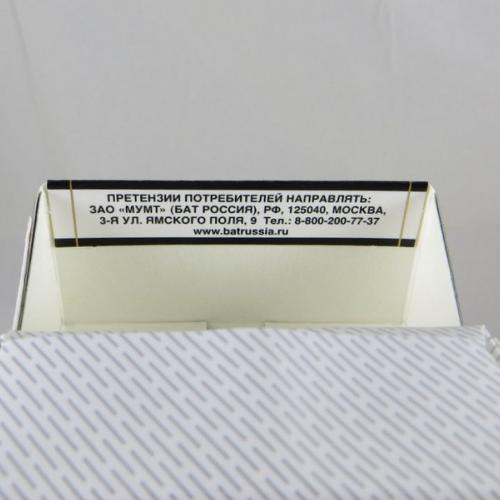 ПРЕТЕНЗИИ ПОТРЕБИТЕЛЕЙ НАПРАВЛЯТЬ:
ЗАО «МУМТ» (БАТ РОССИЯ), РФ, 125040, МОСКВА,
3-Я УЛ. ЯМСКОГО ПОЛЯ, 9 Тел.: 8-800-200-77-37
www.batrussia.ru